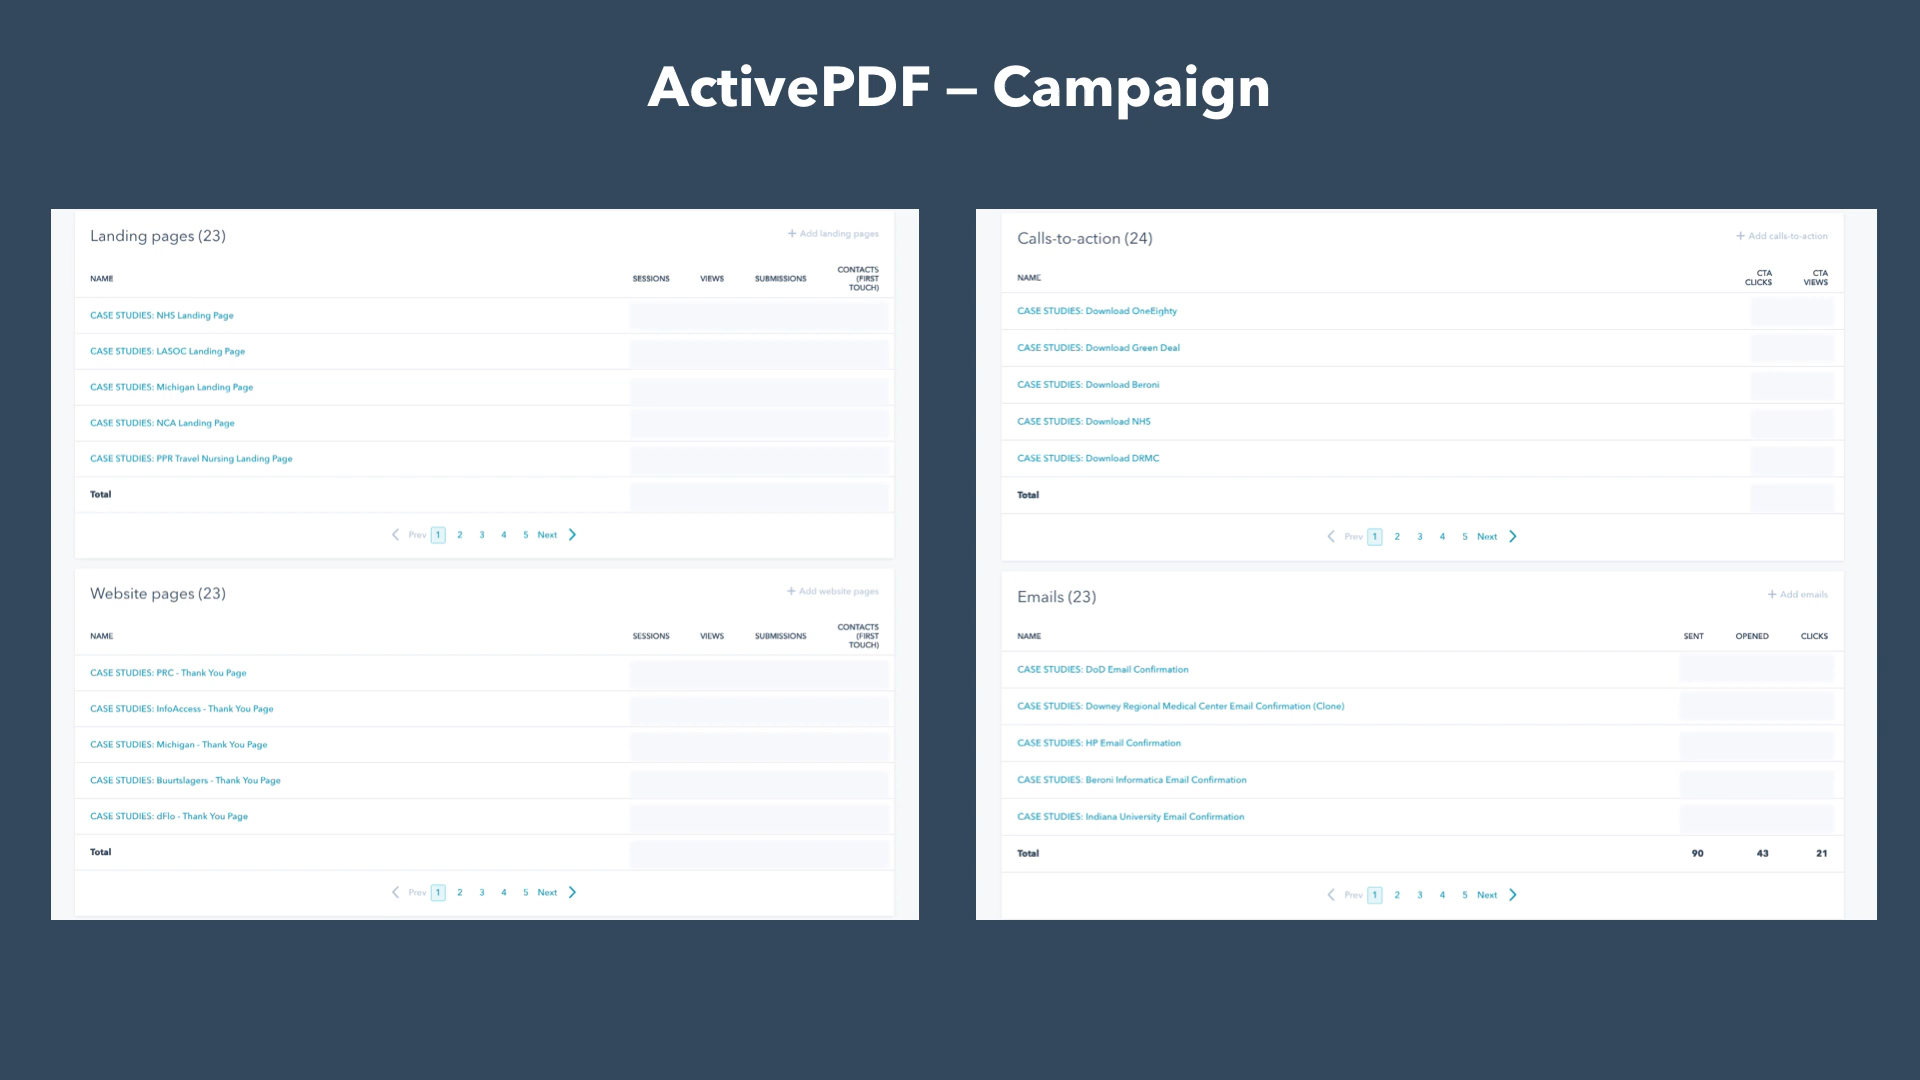 ActivePDF – Campaign
Landing pages (23)
+ Add landing pages
NAME SESSIONS VIEWS SUBMISSIONS CONTACTS (FIRST TOUCH)
CASE STUDIES: NHS Landing Page
CASE STUDIES: LASOC Landing Page
CASE STUDIES: Michigan Landing Page
CASE STUDIES: NCA Landing Page
CASE STUDIES: PPR Travel Nursing Landing Page
Total
Prev 1 2 3 4 5 Next
Website pages (23)
+ Add website pages
NAME SESSIONS VIEWS SUBMISSIONS CONTACTS (FIRST TOUCH)
CASE STUDIES: PRC - Thank You Page
CASE STUDIES: InfoAccess - Thank You Page
CASE STUDIES: Michigan - Thank You Page
CASE STUDIES: Buurtslagers - Thank You Page
CASE STUDIES: dFlo - Thank You Page
Total
Prev 1 2 3 4 5 Next
Calls-to-action (24)
+ Add calls-to-action
NAME CTA CLICKS CTA VIEWS
CASE STUDIES: Download OneEighty
CASE STUDIES: Download Green Deal
CASE STUDIES: Download Beroni
CASE STUDIES: Download NHS
CASE STUDIES: Download DRMC
Total
Prev 1 2 3 4 5 Next
Emails (23)
+ Add emails
NAME SENT OPENED CLICKS
CASE STUDIES: DoD Email Confirmation
CASE STUDIES: Downey Regional Medical Center Email Confirmation (Clone)
CASE STUDIES: HP Email Confirmation
CASE STUDIES: Beroni Informatica Email Confirmation
CASE STUDIES: Indiana University Email Confirmation
Total 90 43 21
Prev 1 2 3 4 5 Next